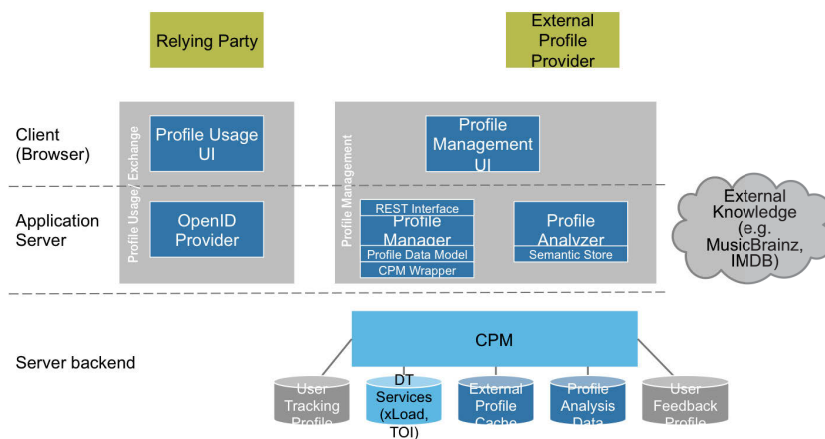 Relying Party
External
Profile
Provider
Client
(Browser)
Profile Usage/ Exchange
Profile Usage
UI
Profile Management
Profile
Management
UI
Application
Server
OpenID
Provider
REST Interface
Profile
Manager
Profile Data Model
CPM Wrapper
Profile
Analyzer
Semantic Store
External
Knowledge
(e.g.
MusicBrainz,
IMDB)
Server backend
CPM
User
Tracking
Profile
DT
Services
(xLoad,
TOI)
External
Profile
Cache
Profile
Analysis
Data
User
Feedback
Profile